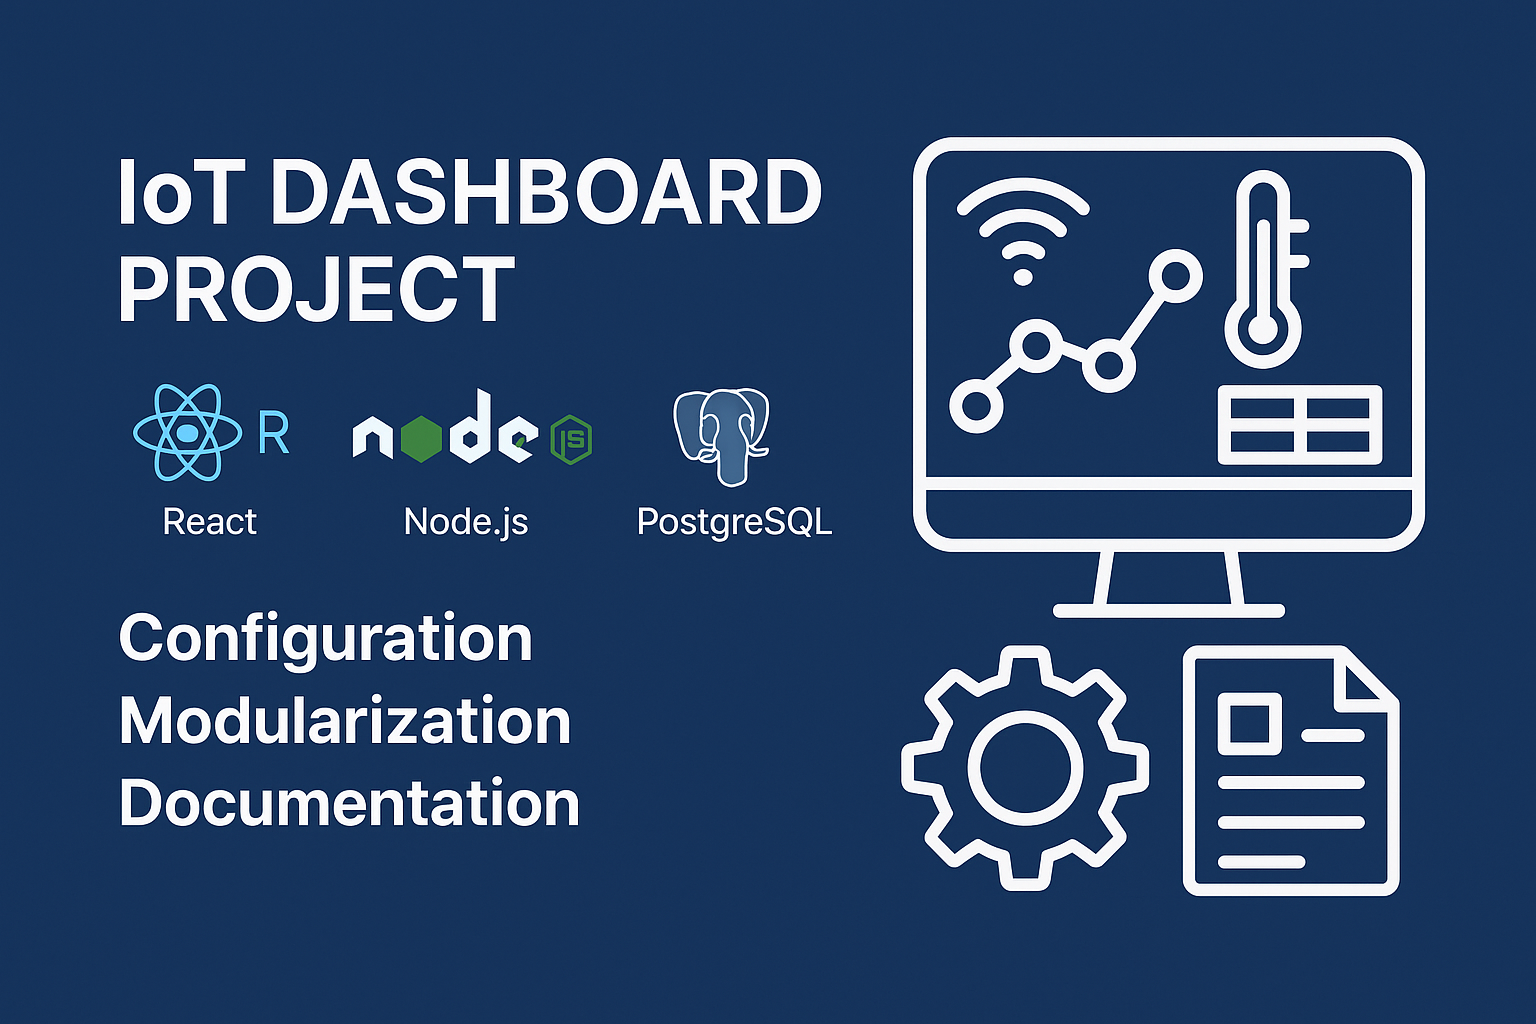 IoT DASHBOARD
PROJECT
R
node JS
React
Node.js
PostgreSQL
Configuration
Modularization
Documentation